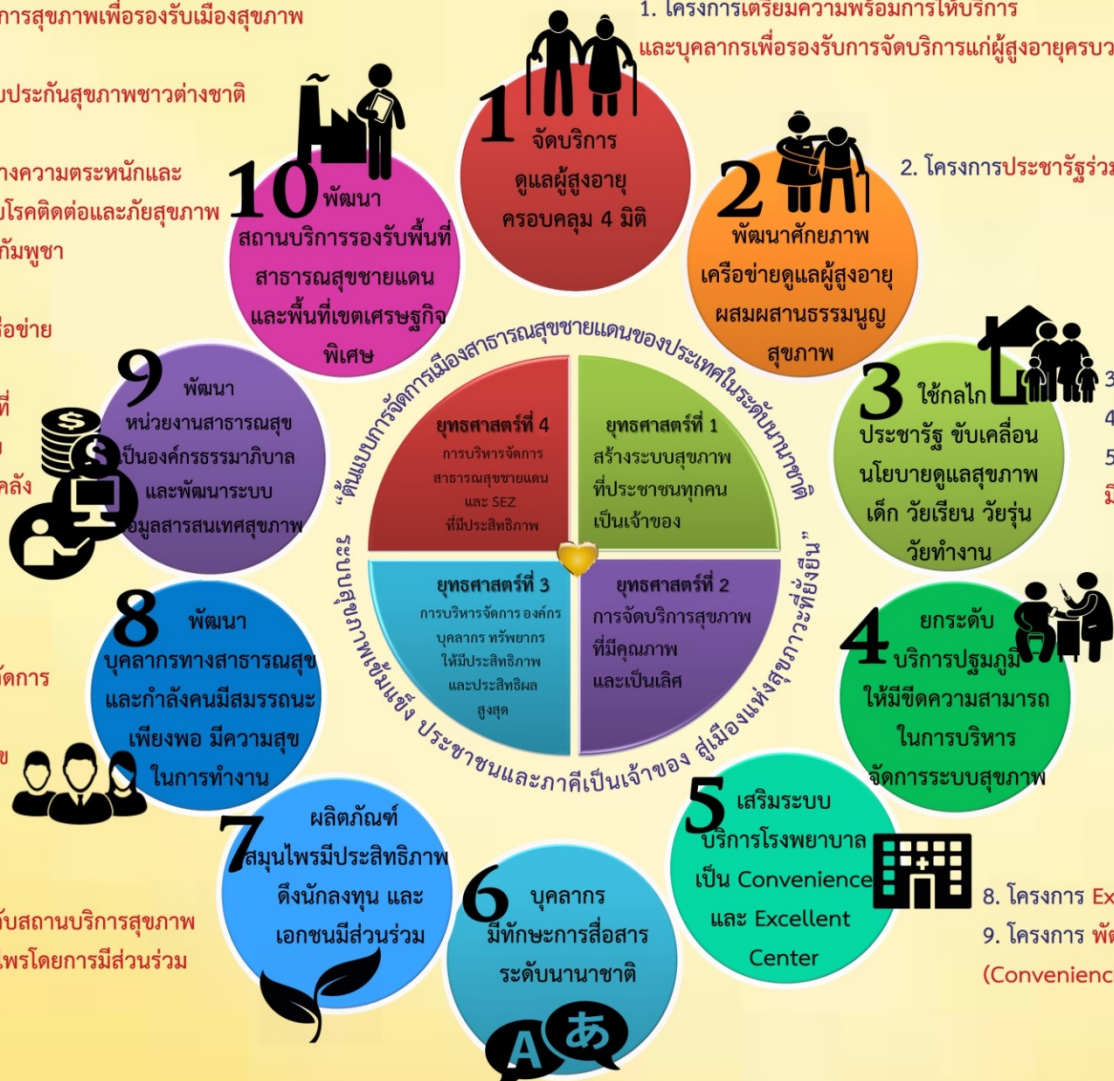 การสุขภาพเพื่อรองรับเมืองสุขภาพ
ประกันสุขภาพชาวต่างชาติ
างความตระหนักและ
โรคติดต่อและภัยสุขภาพ
กัมพูชา
อข่าย
ที่
คลัง
จัดการ
ข
ับสถานบริการสุขภาพ
ไพรโดยการมีส่วนร่วม
1. โครงการเตรียมความพร้อมการให้บริการ
และบุคลากรเพื่อรองรับการจัดบริการแก่ผู้สูงอายุครบว
2. โครงการประชารัฐร่วม
3
4
5
มี
8. โครงการ Ex
9. โครงการ พัฒ
(Convenienc
1
จัดบริการ
ดูแลผู้สูงอายุ
ครอบคลุม 4 มิติ
2
พัฒนาศักยภาพ
เครือข่ายดูแลผู้สูงอายุ
ผสมผสานธรรมนูญ
สุขภาพ
3
ใช้กลไก
ประชารัฐ ขับเคลื่อน
นโยบายดูแลสุขภาพ
เด็ก วัยเรียน วัยรุ่น
วัยทำงาน
4
ยกระดับ
บริการปฐมภูมิ
ให้มีขีดความสามารถ
ในการบริหาร
จัดการระบบสุขภาพ
5
เสริมระบบ
บริการโรงพยาบาล
เป็น Convenience
และ Excellent
Center
6
บุคลากร
มีทักษะการสื่อสาร
ระดับนานาชาติ
A あ
7
ผลิตภัณฑ์
สมุนไพรมีประสิทธิภาพ
ดึงนักลงทุน และ
เอกชนมีส่วนร่วม
8
พัฒนา
บุคลากรทางสาธารณสุข
และกำลังคนมีสมรรถนะ
เพียงพอ มีความสุข
ในการทำงาน
9
พัฒนา
หน่วยงานสาธารณสุข
เป็นองค์กรธรรมาภิบาล
และพัฒนาระบบ
อมูลสารสนเทศสุขภาพ
10
พัฒนา
สถานบริการรองรับพื้นที่
สาธารณสุขชายแดน
และพื้นที่เขตเศรษฐกิจ
พิเศษ
“ต้นแบบการจัดการเมืองสาธารณสุขชายแดนของประเทศในระดับนานาชาติ
ระบบสุขภาพเข้มแข็ง ประชาชนและภาคีเป็นเจ้าของ สู่เมืองแห่งสุขภาวะที่ยั่งยืน”
ยุทธศาสตร์ที่ 4
การบริหารจัดการ
สาธารณสุขชายแดน
และ SEZ
ที่มีประสิทธิภาพ
ยุทธศาสตร์ที่ 1
สร้างระบบสุขภาพ
ที่ประชาชนทุกคน
เป็นเจ้าของ
ยุทธศาสตร์ที่ 3
การบริหารจัดการ องค์กร
บุคลากร ทรัพยากร
ให้มีประสิทธิภาพ
และประสิทธิผล
สูงสุด
ยุทธศาสตร์ที่ 2
การจัดบริการสุขภาพ
ที่มีคุณภาพ
และเป็นเลิศ